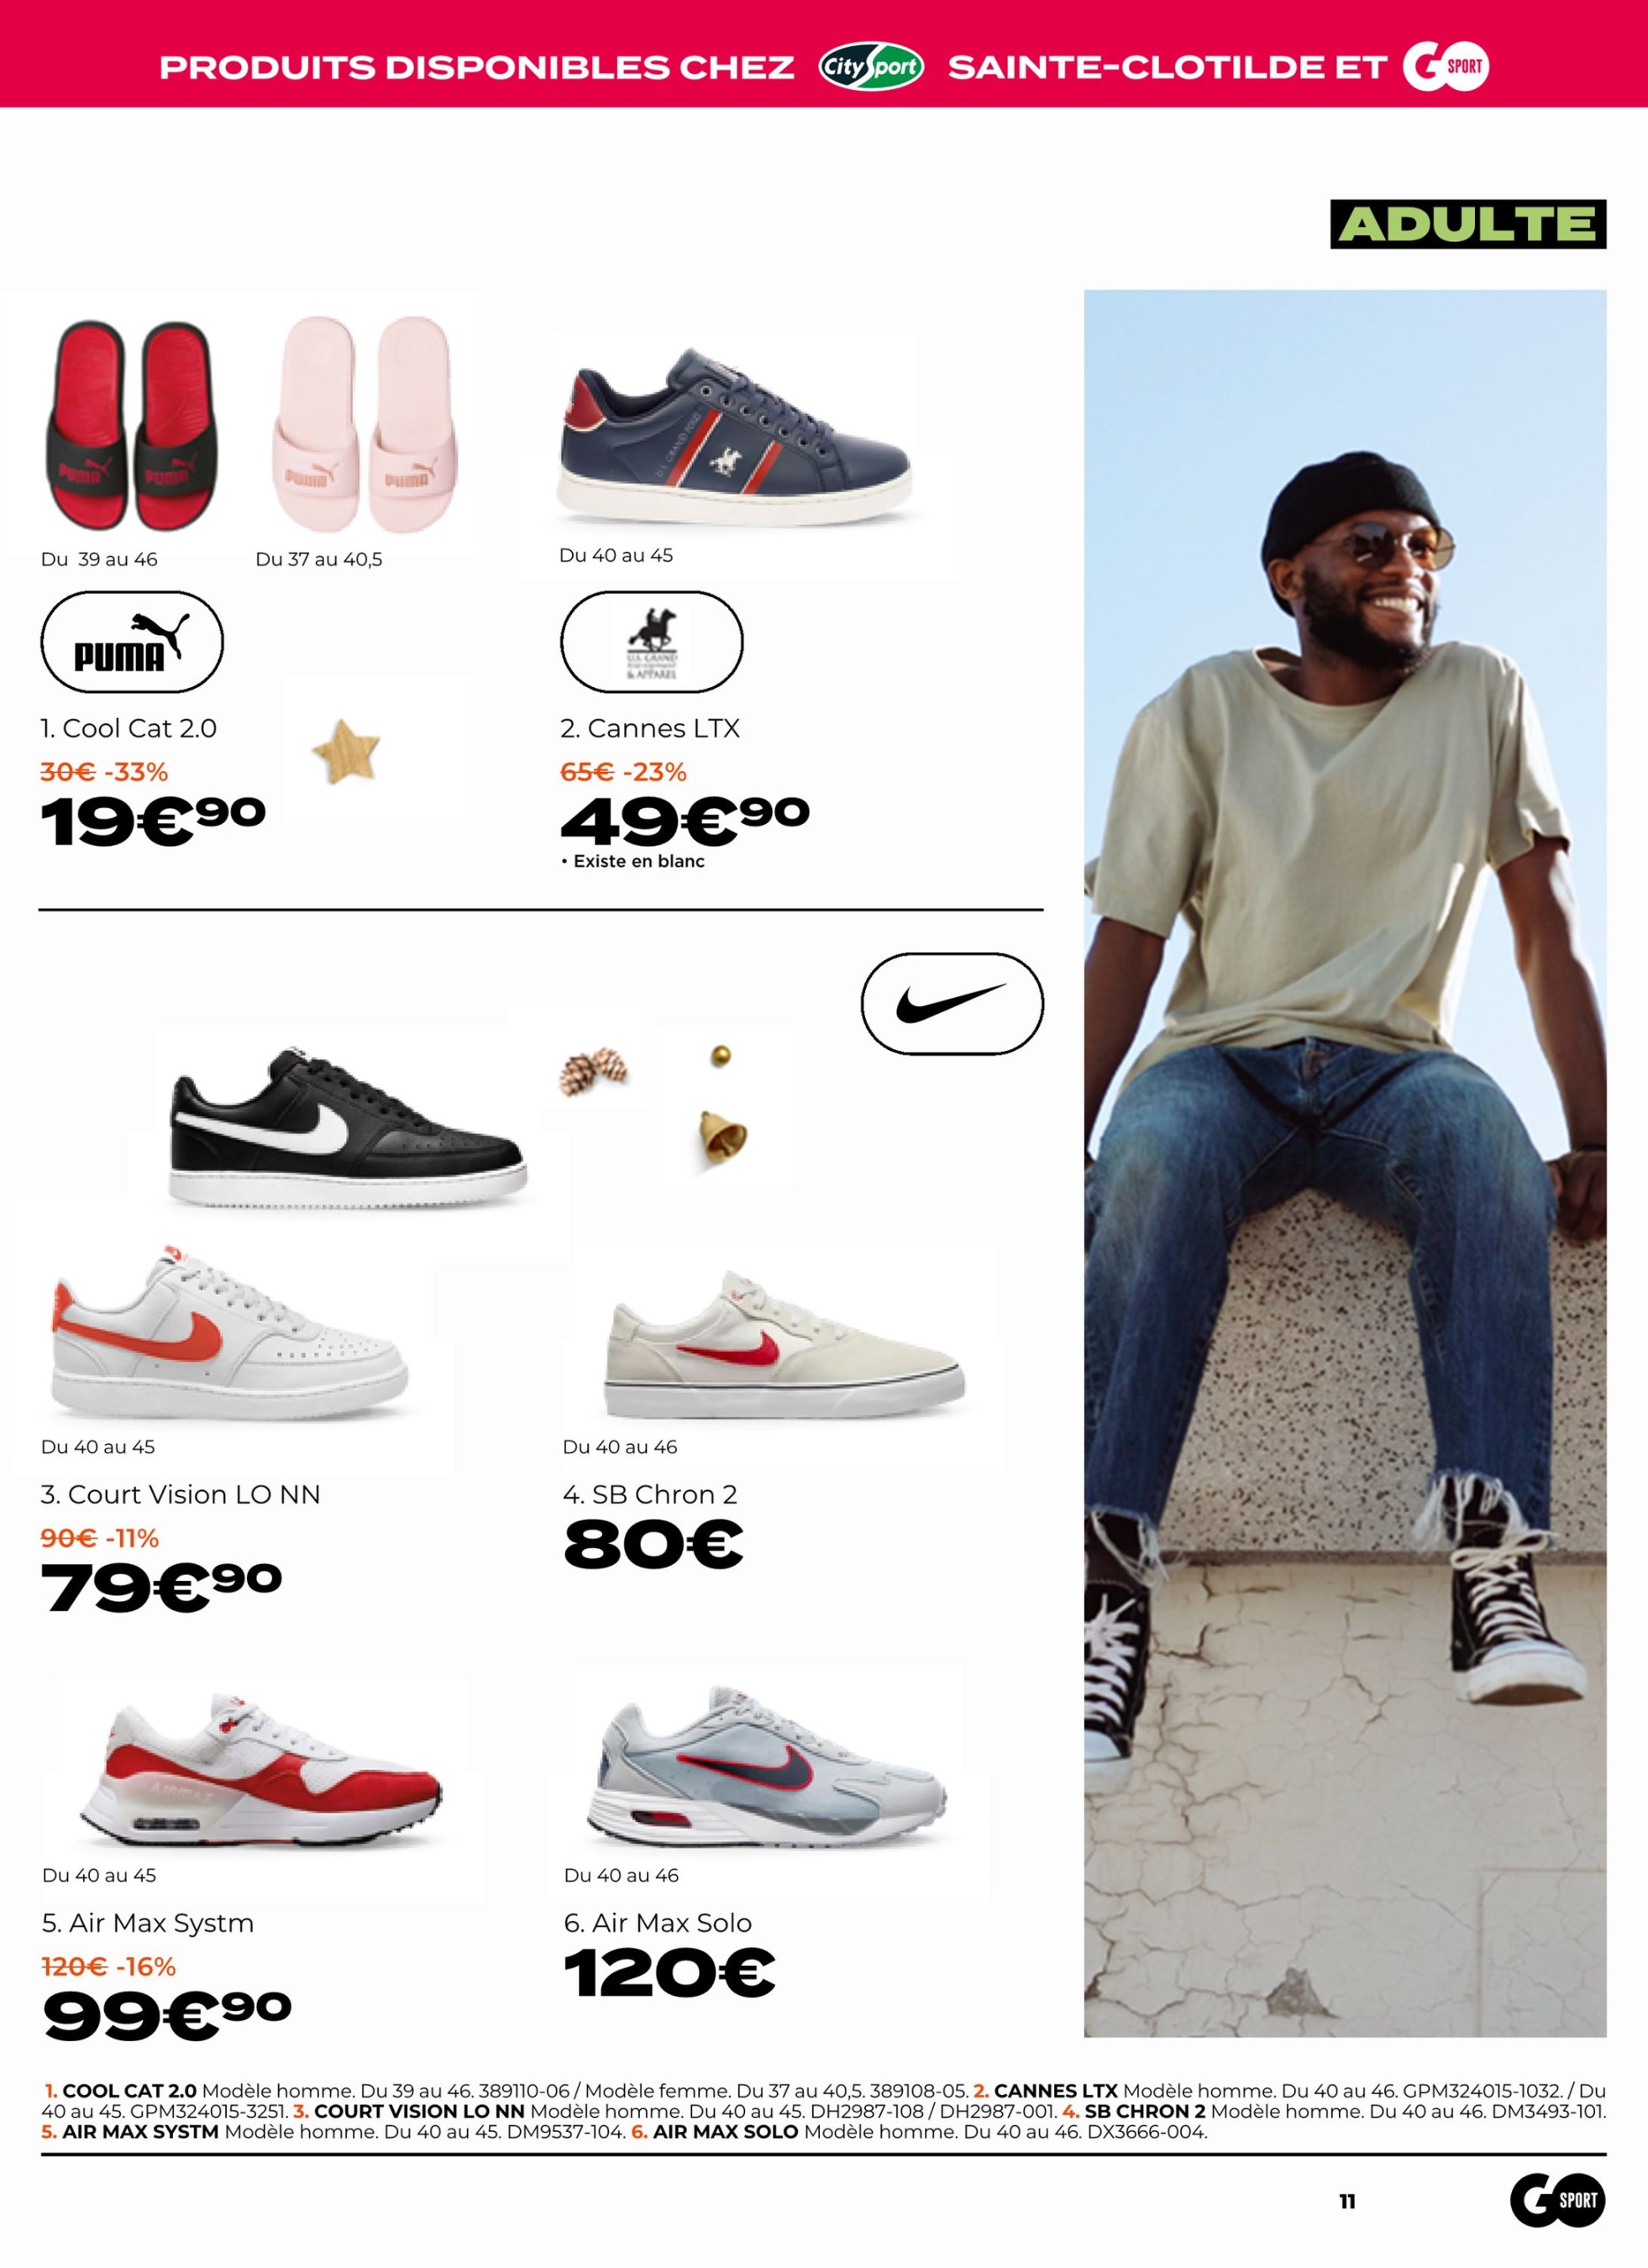 PRODUITS DISPONIBLES CHEZ CitySport SAINTE-CLOTILDE ET GO SPORT
ADULTE
PUMA PUMA PUMA PUMA
U.S. GRAND POLO
Du 39 au 46
Du 37 au 40,5
Du 40 au 45
PUMA
U.S. GRAND
& APPAREL
1. Cool Cat 2.0
30€ -33%
19€90
2. Cannes LTX
65€ -23%
49€90
• Existe en blanc
Du 40 au 45
3. Court Vision LO NN
90€ -11%
79€90
Du 40 au 46
4. SB Chron 2
80€
AIR MAX
Du 40 au 45
5. Air Max Systm
120€ -16%
99€90
Du 40 au 46
6. Air Max Solo
120€
1. COOL CAT 2.0 Modèle homme. Du 39 au 46. 389110-06 / Modèle femme. Du 37 au 40,5. 389108-05. 2. CANNES LTX Modèle homme. Du 40 au 46. GPM324015-1032. / Du
40 au 45. GPM324015-3251. 3. COURT VISION LO NN Modèle homme. Du 40 au 45. DH2987-108 / DH2987-001. 4. SB CHRON 2 Modèle homme. Du 40 au 46. DM3493-101.
5. AIR MAX SYSTM Modèle homme. Du 40 au 45. DM9537-104. 6. AIR MAX SOLO Modèle homme. Du 40 au 46. DX3666-004.
11
GO SPORT